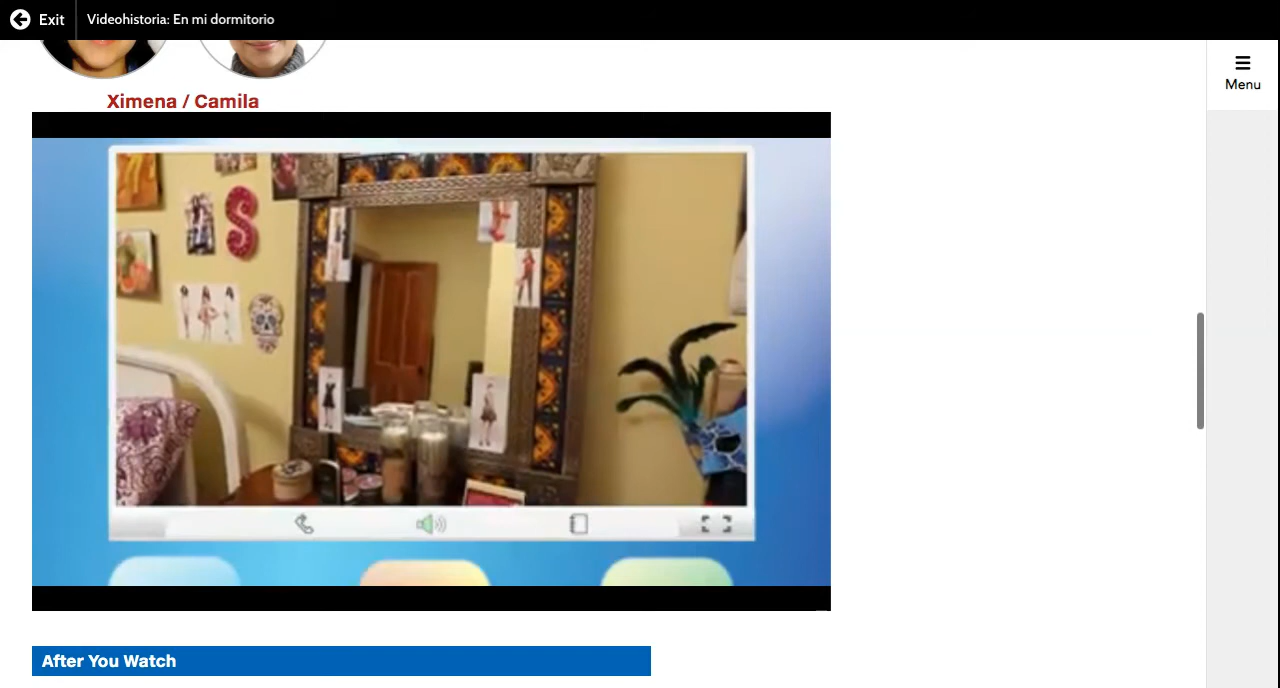 Exit
Videohistoria: En mi dormitorio
Menu
Ximena / Camila
S
After You Watch